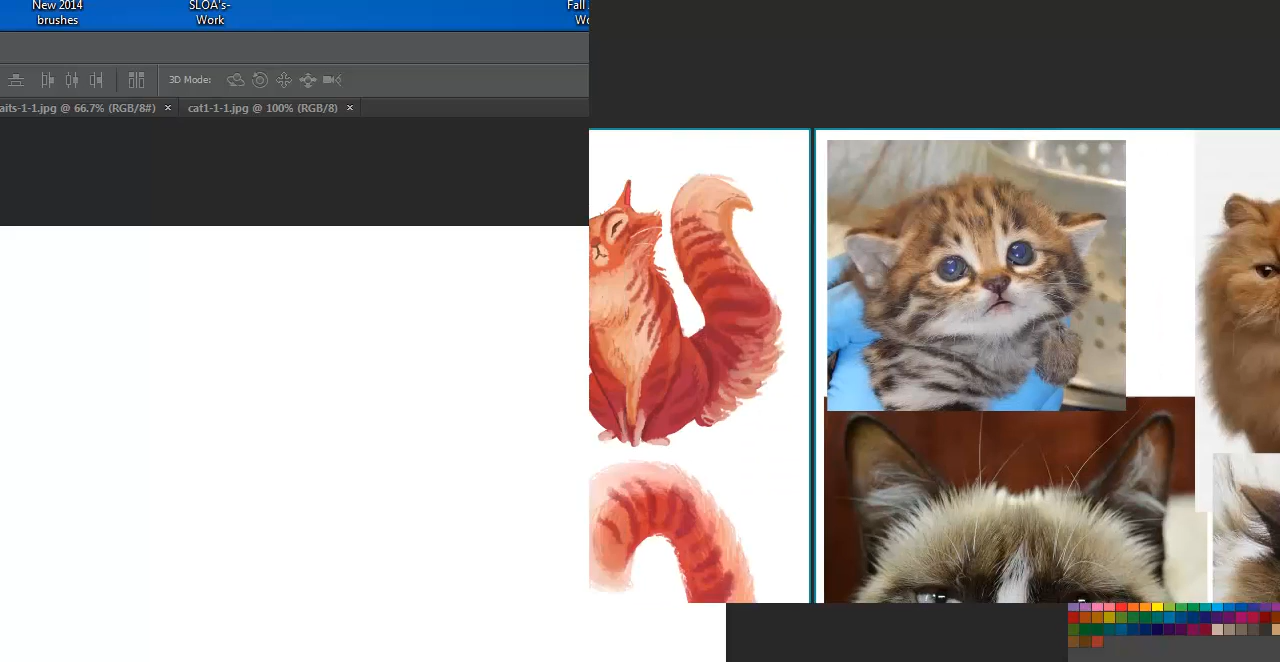 New 2014
brushes
SLOA's-
Work
Fall
3D Mode:
aits-1-1.jpg @ 66.7% (RGB/8#) ×
cat1-1-1.jpg @ 100% (RGB/8) ×